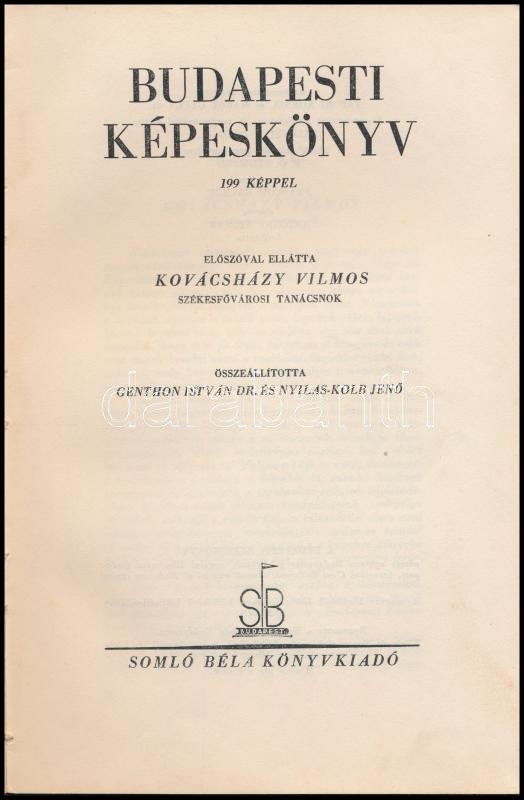 BUDAPESTI
KÉPESKÖNYV
199 KÉPPEL
ELŐSZÓVAL ELLÁTTA
KOVÁCSHÁZY VILMOS
SZÉKESFŐVÁROSI TANÁCSNOK
ÖSSZEÁLLÍTOTTA
GENTHON ISTVÁN DR. ÉS NYILAS-KOLB JENŐ
darabanth
SB
BUDAPEST
SOMLÓ BÉLA KÖNYVKIADÓ